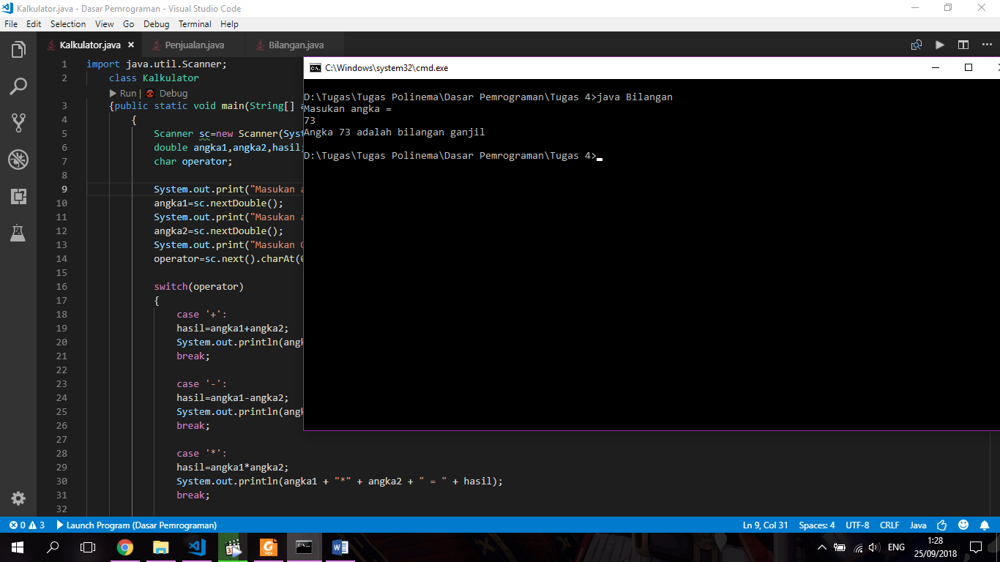 Kalkulator.java - Dasar Pemrograman - Visual Studio Code
File Edit Selection View Go Debug Terminal Help
Kalkulator.java × Penjualan.java Bilangan.java
1 import java.util.Scanner;
2 class Kalkulator
Run | Debug
3 {public static void main(String[] a
4 {
5 Scanner sc=new Scanner(Syst
6 double angka1,angka2,hasil;
7 char operator;
8
9 System.out.print("Masukan a
10 angka1=sc.nextDouble();
11 System.out.print("Masukan a
12 angka2=sc.nextDouble();
13 System.out.print("Masukan O
14 operator=sc.next().charAt(0
15
16 switch(operator)
17 {
18 case '+':
19 hasil=angka1+angka2;
20 System.out.println(angk
21 break;
22
23 case '-':
24 hasil=angka1-angka2;
25 System.out.println(angk
26 break;
27
28 case '*':
29 hasil=angka1*angka2;
30 System.out.println(angka1 + "*" + angka2 + " = " + hasil);
31 break;
32
C:\Windows\system32\cmd.exe
D:\Tugas\Tugas Polinema\Dasar Pemrograman\Tugas 4>java Bilangan
Masukan angka =
73
Angka 73 adalah bilangan ganjil
D:\Tugas\Tugas Polinema\Dasar Pemrograman\Tugas 4>
0 3 Launch Program (Dasar Pemrograman) Ln 9, Col 31 Spaces: 4 UTF-8 CRLF Java
ENG
1:28
25/09/2018